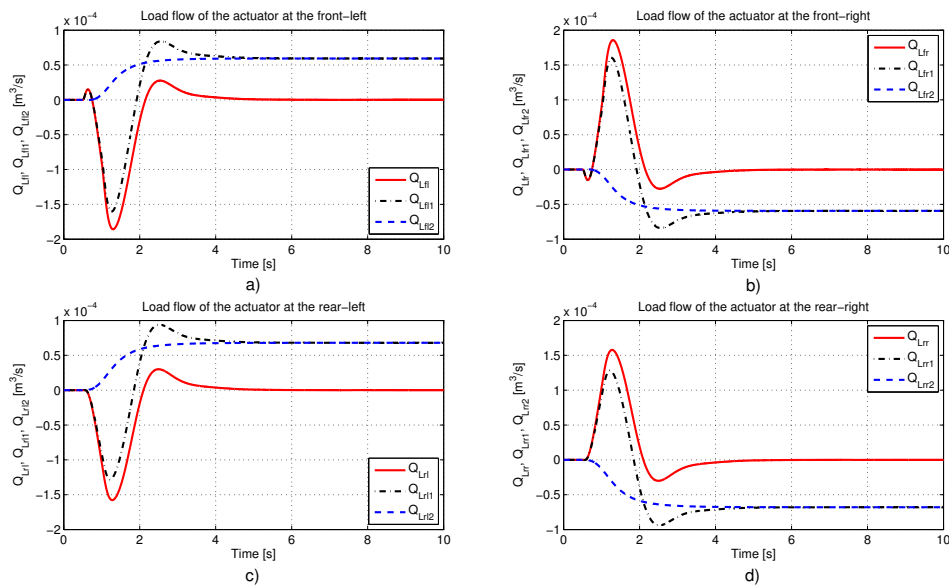 Load flow of the actuator at the front−left
x 10⁻⁴
Q_Lfl, Q_Lfl1, Q_Lfl2 [m³/s]
1
0.5
0
−0.5
−1
−1.5
−2
0 2 4 6 8 10
Time [s]
Q_Lfl
Q_Lfl1
Q_Lfl2
a)
Load flow of the actuator at the front−right
x 10⁻⁴
Q_Lfr, Q_Lfr1, Q_Lfr2 [m³/s]
2
1.5
1
0.5
0
−0.5
−1
0 2 4 6 8 10
Time [s]
Q_Lfr
Q_Lfr1
Q_Lfr2
b)
Load flow of the actuator at the rear−left
x 10⁻⁴
Q_Lrl, Q_Lrl1, Q_Lrl2 [m³/s]
1
0.5
0
−0.5
−1
−1.5
−2
0 2 4 6 8 10
Time [s]
Q_Lrl
Q_Lrl1
Q_Lrl2
c)
Load flow of the actuator at the rear−right
x 10⁻⁴
Q_Lrr, Q_Lrr1, Q_Lrr2 [m³/s]
2
1.5
1
0.5
0
−0.5
−1
0 2 4 6 8 10
Time [s]
Q_Lrr
Q_Lrr1
Q_Lrr2
d)